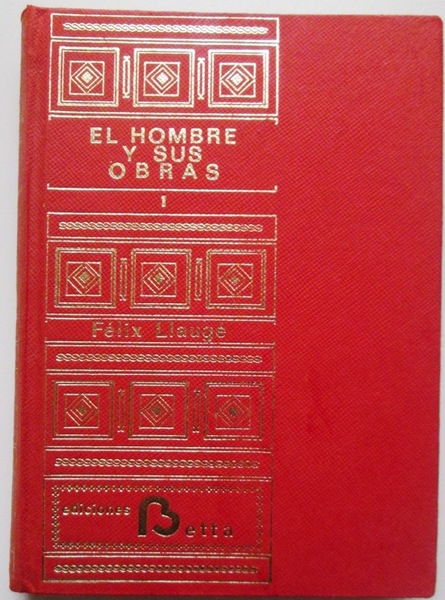 EL HOMBRE
Y SUS
OBRAS
I
Félix Llaugé
ediciones Betta